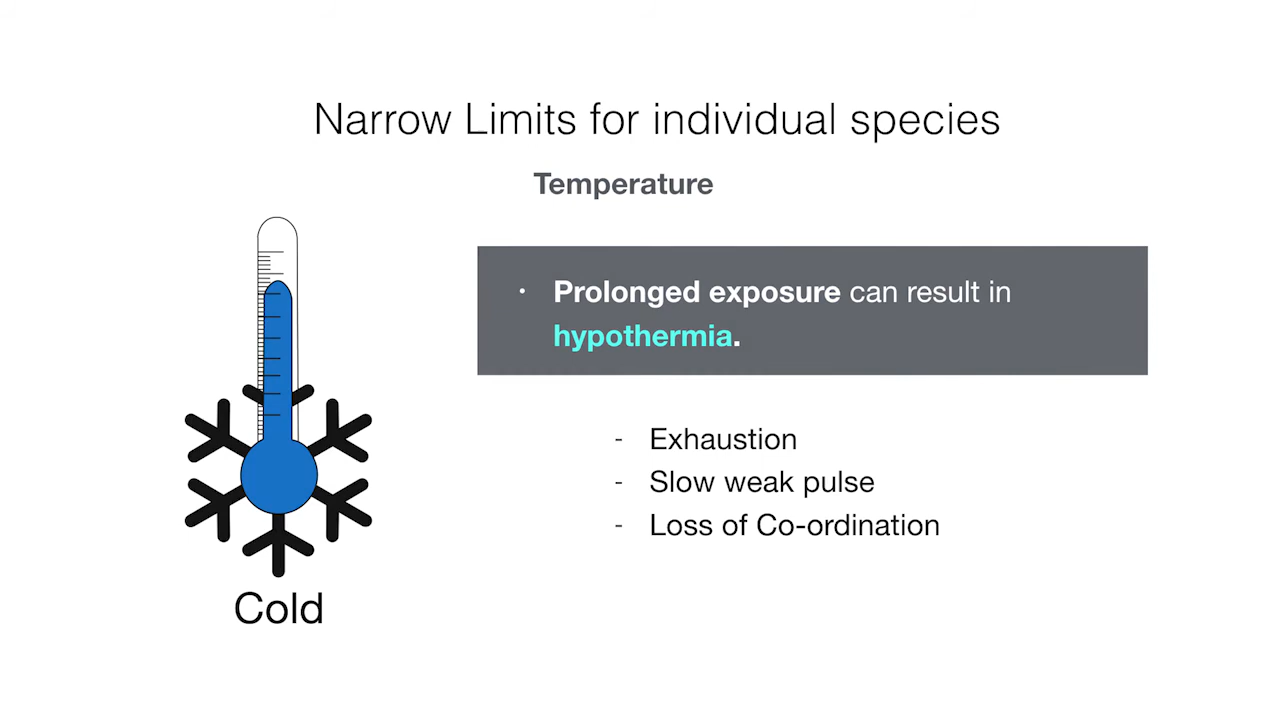 Narrow Limits for individual species
Temperature
• Prolonged exposure can result in
hypothermia.
- Exhaustion
- Slow weak pulse
- Loss of Co-ordination
Cold